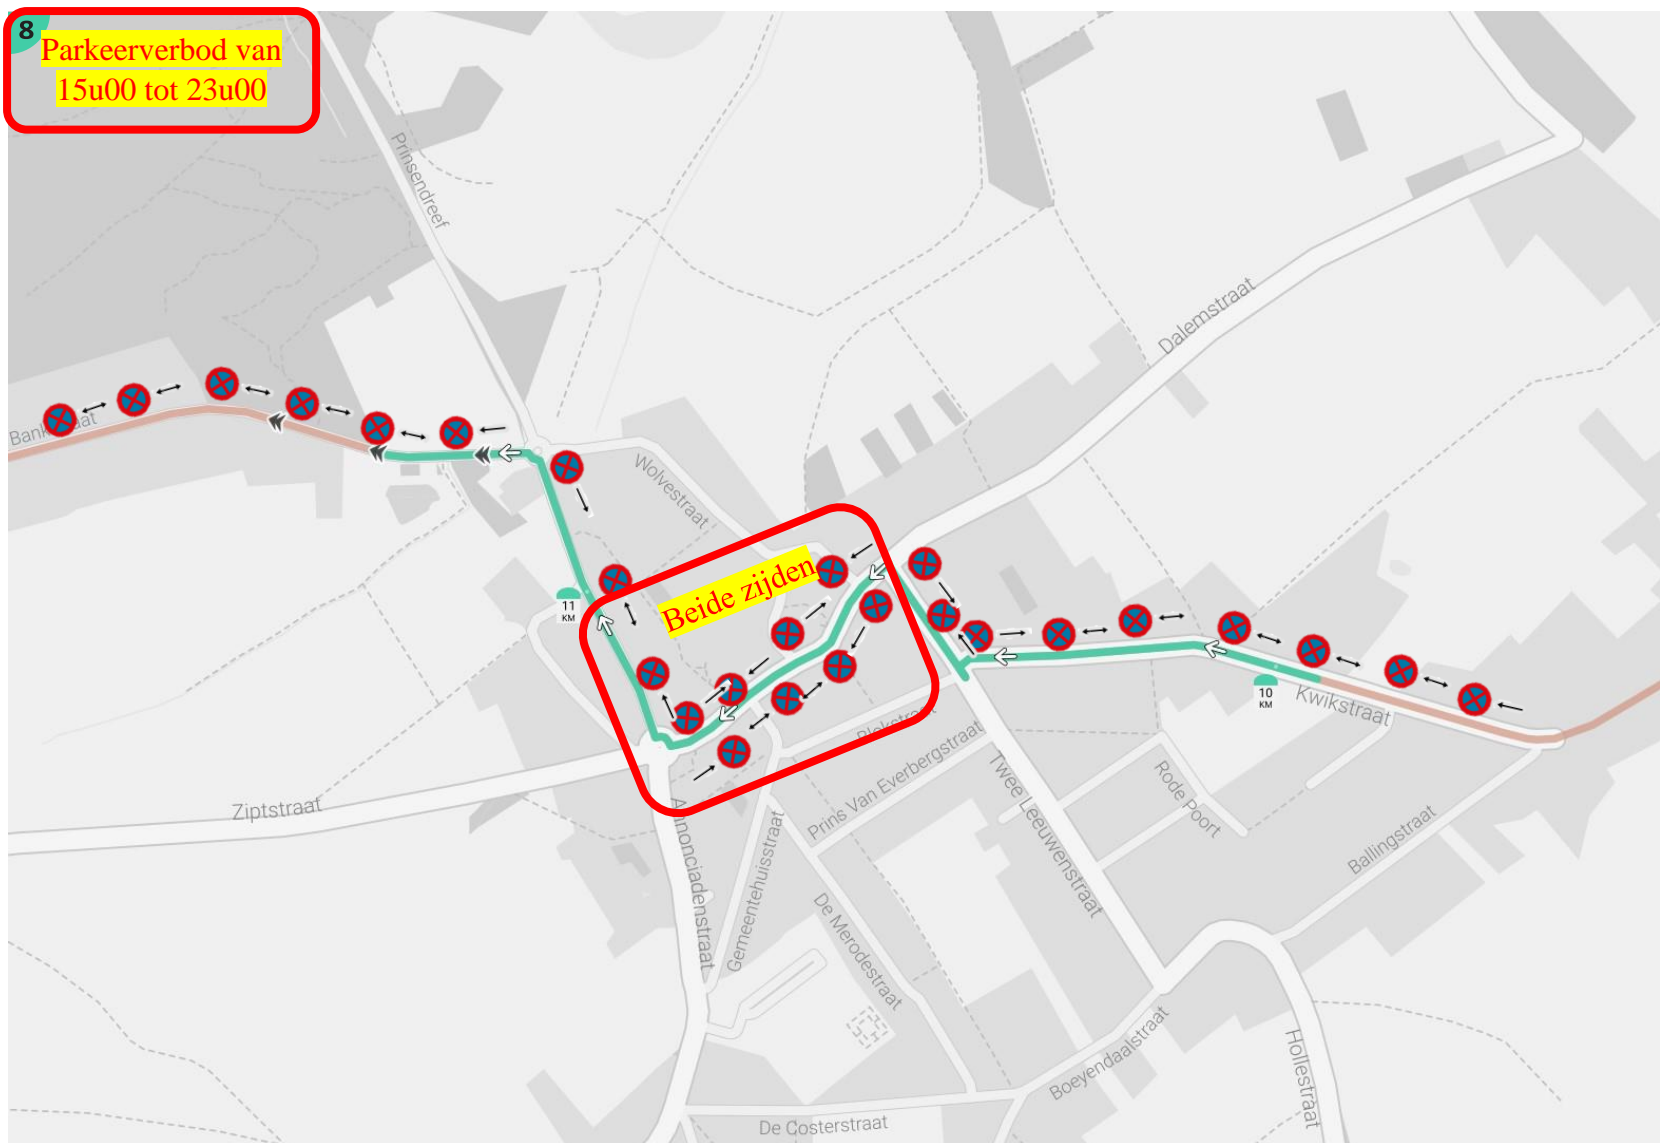 8
Parkeerverbod van
15u00 tot 23u00
Prinsendreef
Dalemstraat
Wolvestraat
Beide zijden
11
KM
10
KM
Kwikstraat
Prins Van Everbergstraat
Twee Leeuwenstraat
Rode Poort
Ballingstraat
Ziptstraat
Annonciadenstraat
Gemeentehuisstraat
De Merodestraat
Boeyendaalstraat
Hollestraat
De Costerstraat